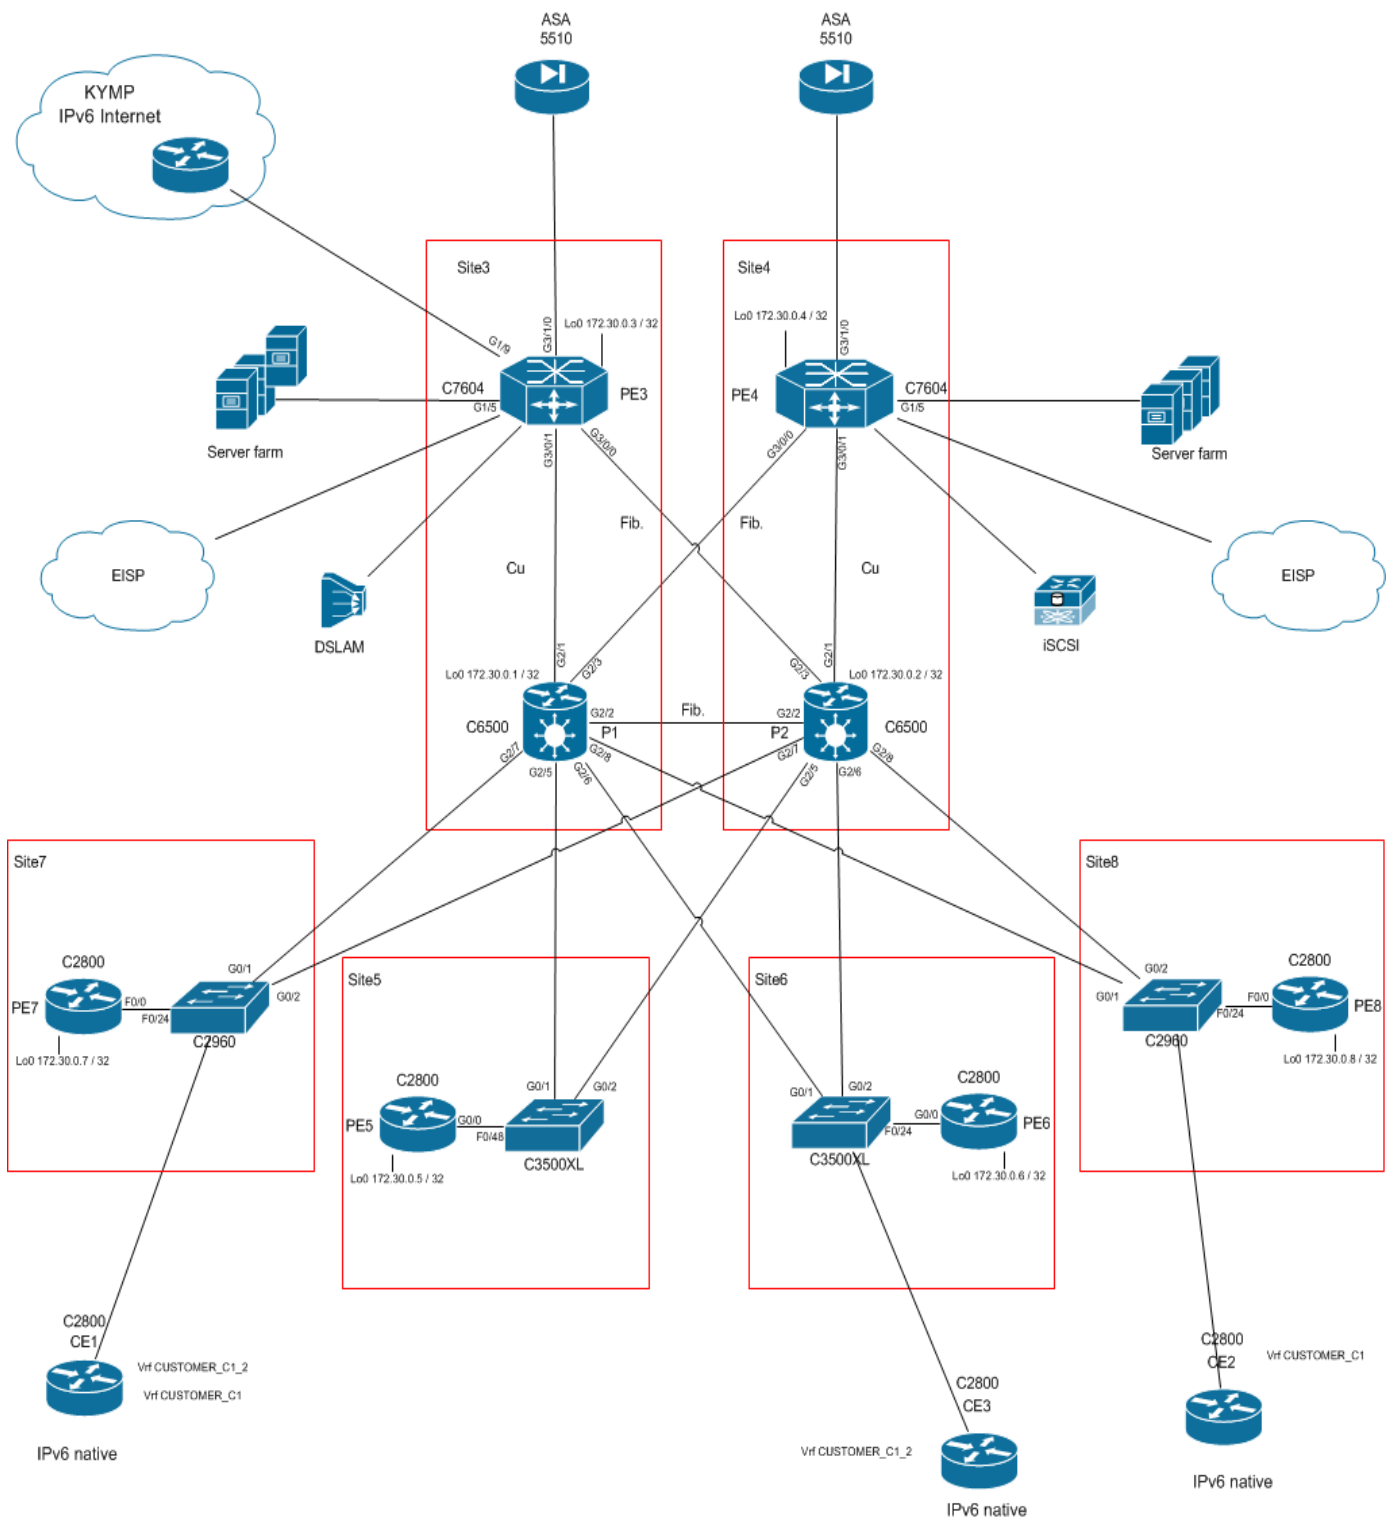 ASA
5510
ASA
5510
KYMP
IPv6 Internet
Site3
Site4
Lo0 172.30.0.3 / 32
Lo0 172.30.0.4 / 32
G3/1/0
G3/1/0
G1/9
C7604
G1/5
PE3
PE4
C7604
G1/5
Server farm
Server farm
G3/0/1
G3/0/0
G3/0/0
G3/0/1
Fib.
Fib.
EISP
Cu
Cu
EISP
DSLAM
iSCSI
G2/1
G2/3
G2/3
G2/1
Lo0 172.30.0.1 / 32
Lo0 172.30.0.2 / 32
C6500
G2/2
Fib.
G2/2
C6500
P1
P2
G2/7
G2/8
G2/7
G2/8
G2/5
G2/6
G2/5
G2/6
Site7
Site8
C2800
G0/1
G0/2
PE7
F0/0
F0/24
G0/2
C2960
Lo0 172.30.0.7 / 32
Site5
Site6
C2800
G0/1
F0/0
F0/24
PE8
C2960
Lo0 172.30.0.8 / 32
C2800
G0/1
G0/2
PE5
G0/0
F0/48
C3500XL
Lo0 172.30.0.5 / 32
G0/1
G0/2
C2800
G0/0
F0/24
PE6
C3500XL
Lo0 172.30.0.6 / 32
C2800
CE1
Vrf CUSTOMER_C1_2
Vrf CUSTOMER_C1
IPv6 native
C2800
CE3
Vrf CUSTOMER_C1_2
IPv6 native
C2800
CE2
Vrf CUSTOMER_C1
IPv6 native